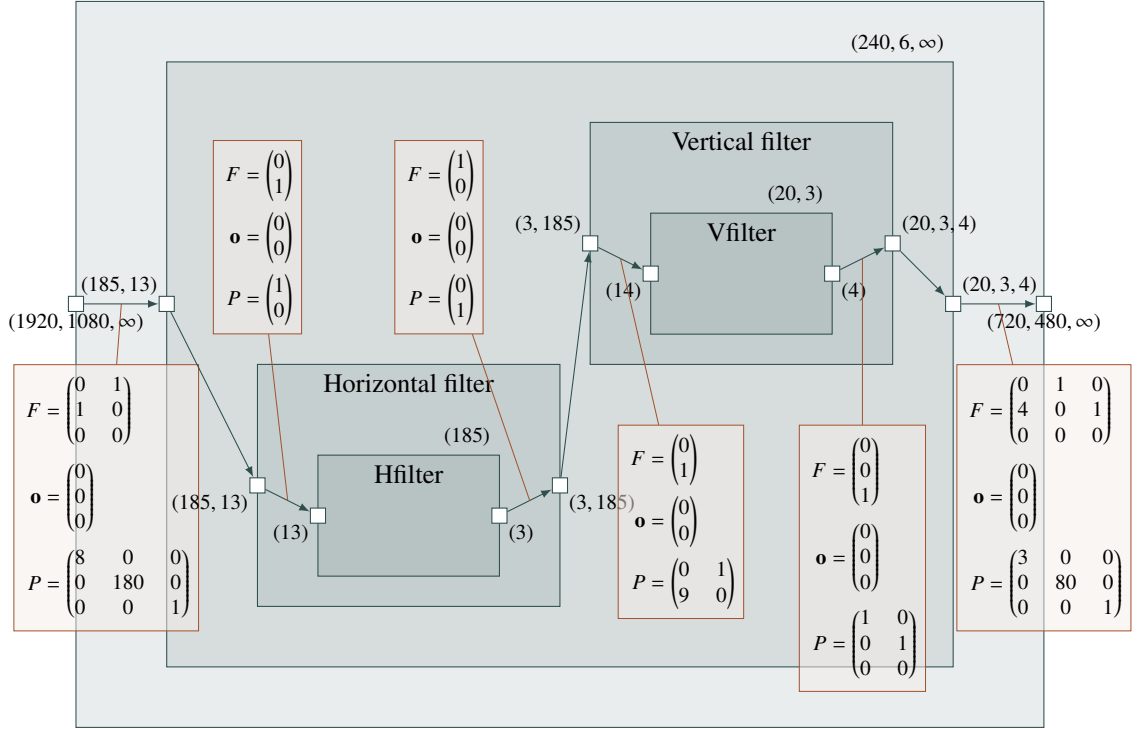 (240, 6, ∞)
Vertical filter
(20, 3)
Vfilter
(3, 185)
(14)
(4)
(20, 3, 4)
(185, 13)
(1920, 1080, ∞)
(20, 3, 4)
(720, 480, ∞)
F = (0
1)
o = (0
0)
P = (1
0)
F = (1
0)
o = (0
0)
P = (0
1)
Horizontal filter
(185)
Hfilter
(185, 13)
(13)
(3)
(3, 185)
F = (0 1
1 0
0 0)
o = (0
0
0)
P = (8 0 0
0 180 0
0 0 1)
F = (0
1)
o = (0
0)
P = (0 1
9 0)
F = (0
0
1)
o = (0
0
0)
P = (1 0
0 1
0 0)
F = (0 1 0
4 0 1
0 0 0)
o = (0
0
0)
P = (3 0 0
0 80 0
0 0 1)